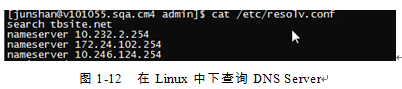 [junshan@v101055.sqa.cm4 admin]$ cat /etc/resolv.conf
search tbsite.net
nameserver 10.232.2.254
nameserver 172.24.102.254
nameserver 10.246.124.254
图 1-12 在 Linux 中下查询 DNS Server↵